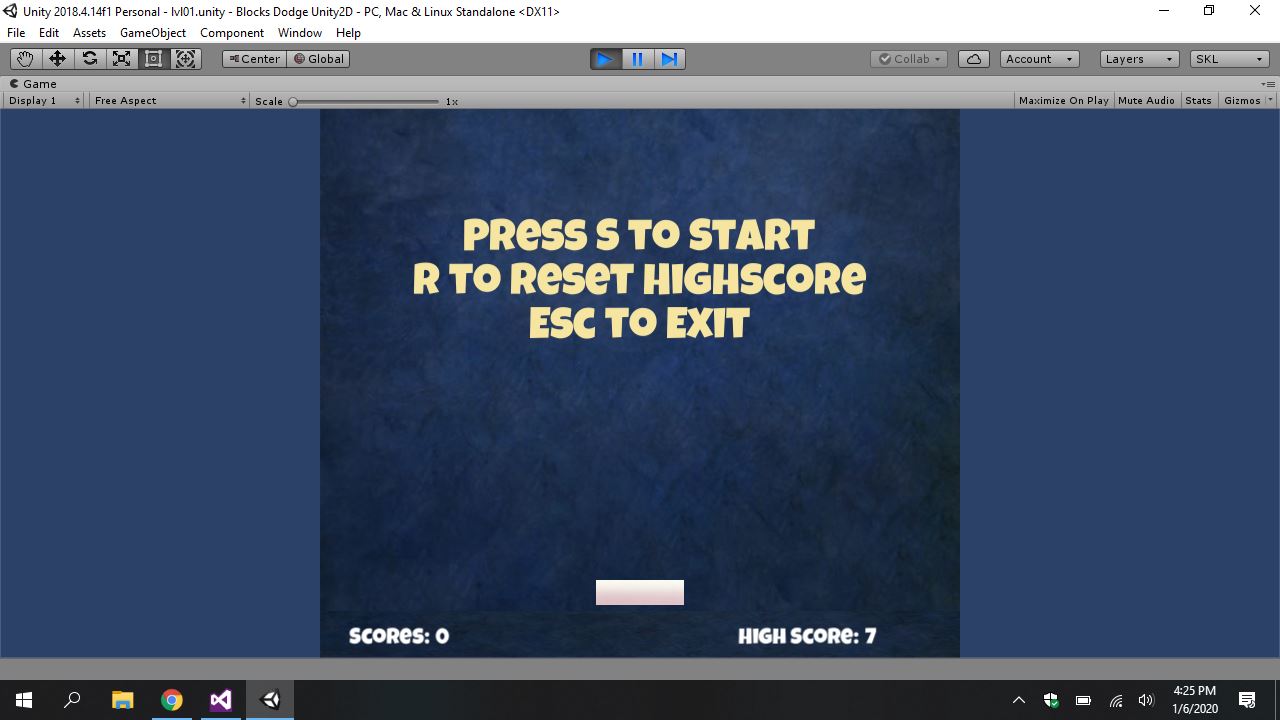 Unity 2018.4.14f1 Personal - lvl01.unity - Blocks Dodge Unity2D - PC, Mac & Linux Standalone <DX11>
File Edit Assets GameObject Component Window Help
Center Global Collab Account Layers SKL
Game
Display 1 Free Aspect Scale 1x Maximize On Play Mute Audio Stats Gizmos
PRESS S TO START
R TO RESET HIGHSCORE
ESC TO EXIT
SCORES: 0 HIGH SCORE: 7
4:25 PM
1/6/2020